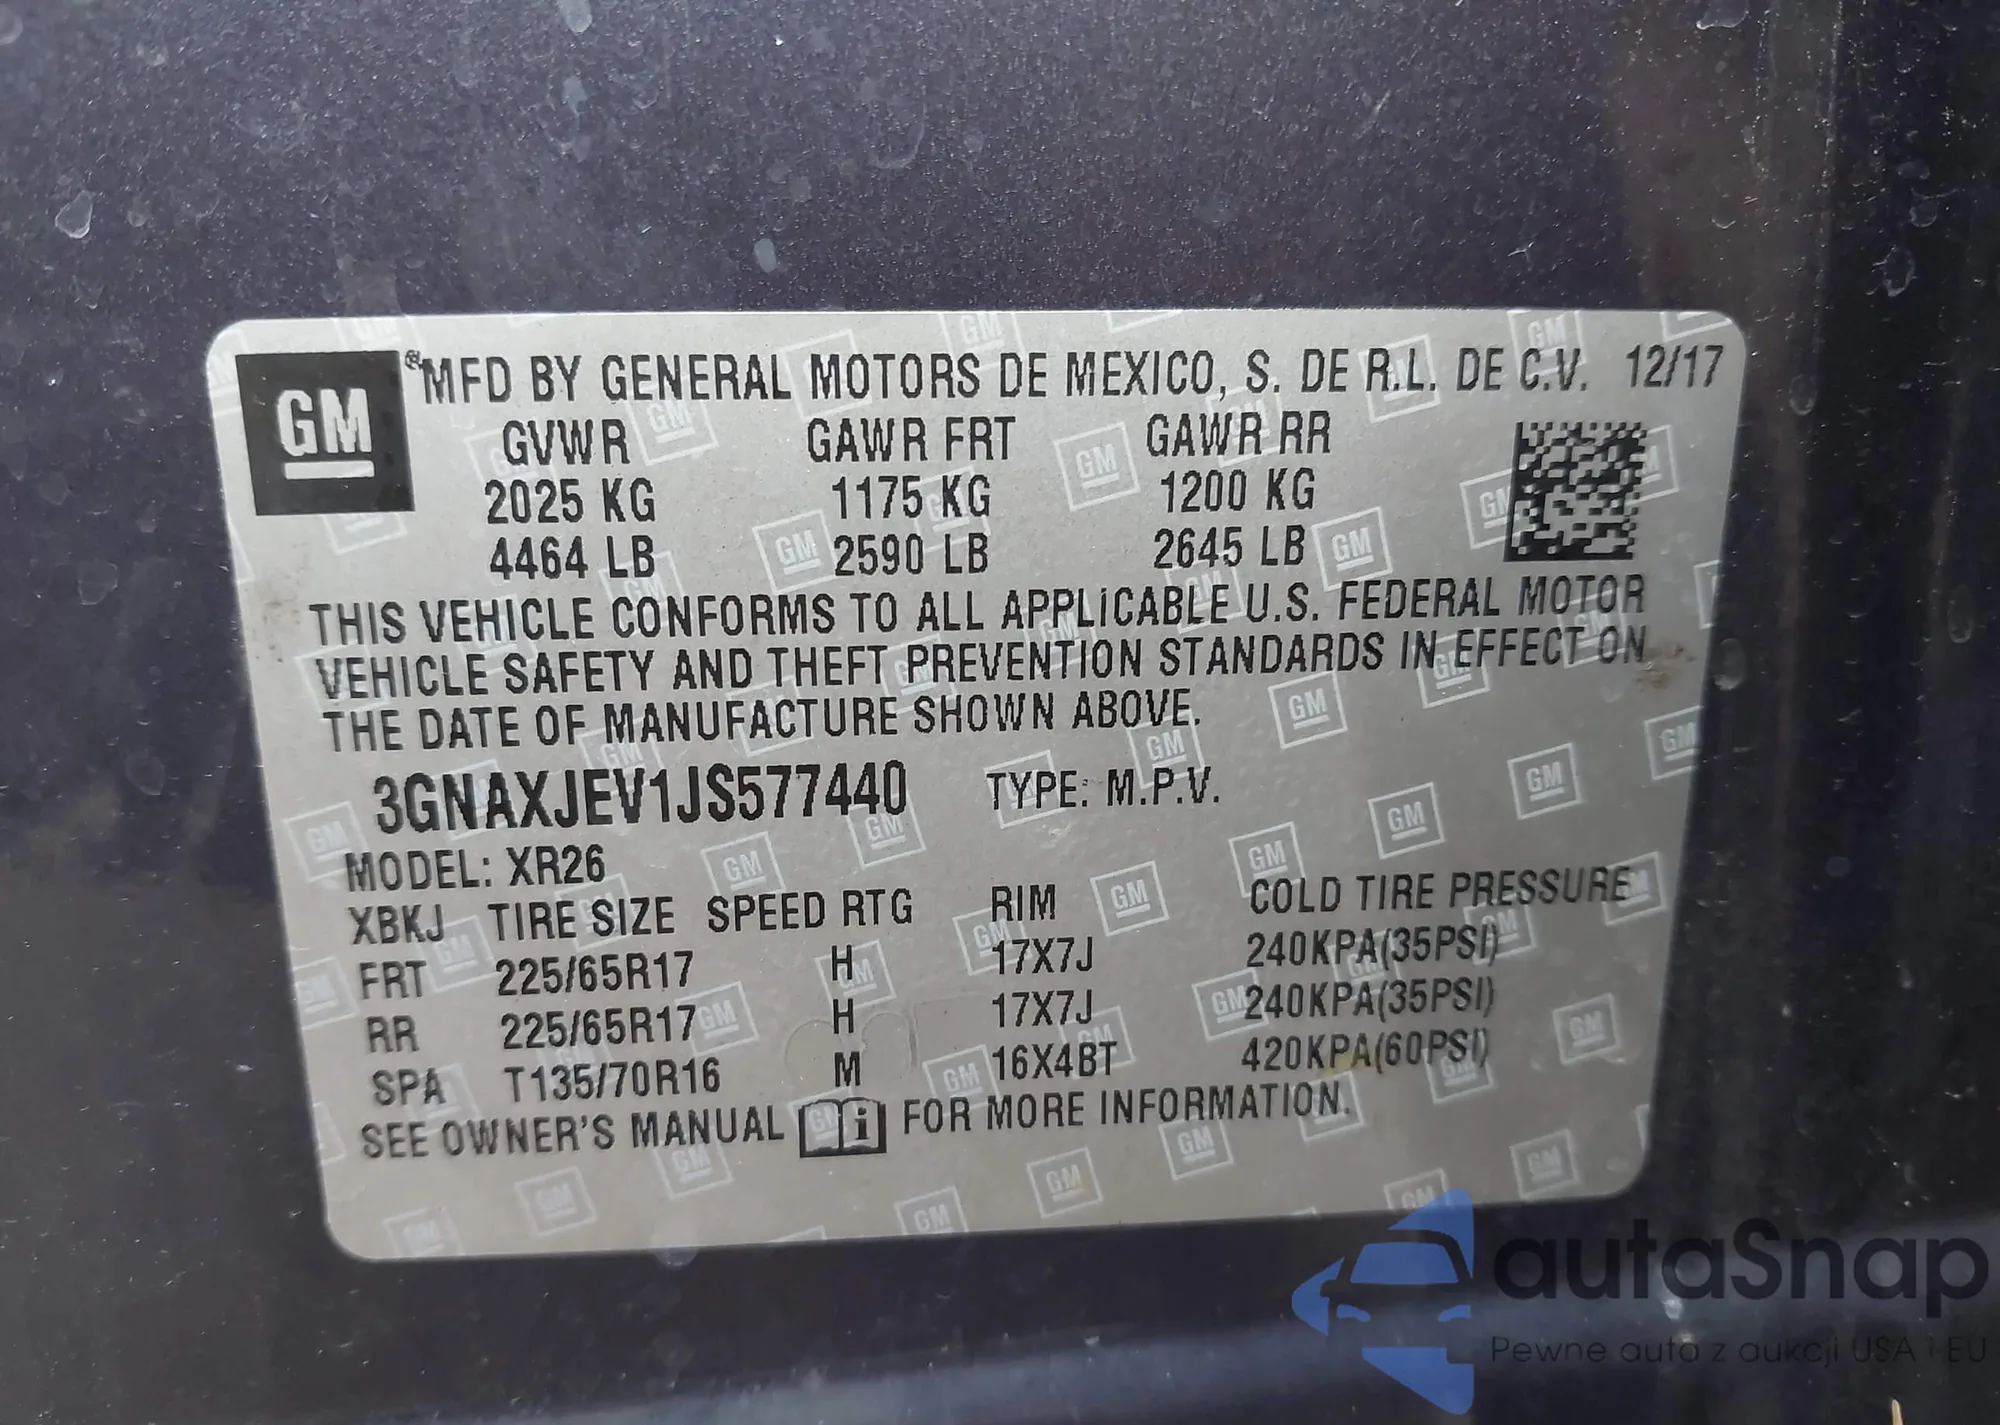 GM
®
MFD BY GENERAL MOTORS DE MEXICO, S. DE R.L. DE C.V. 12/17
GVWR GAWR FRT GAWR RR
2025 KG 1175 KG 1200 KG
4464 LB 2590 LB 2645 LB
THIS VEHICLE CONFORMS TO ALL APPLICABLE U.S. FEDERAL MOTOR
VEHICLE SAFETY AND THEFT PREVENTION STANDARDS IN EFFECT ON
THE DATE OF MANUFACTURE SHOWN ABOVE.
3GNAXJEV1JS577440 TYPE: M.P.V.
MODEL: XR26
XBKJ TIRE SIZE SPEED RTG RIM COLD TIRE PRESSURE
FRT 225/65R17 H 17X7J 240KPA(35PSI)
RR 225/65R17 H 17X7J 240KPA(35PSI)
SPA T135/70R16 M 16X4BT 420KPA(60PSI)
SEE OWNER'S MANUAL i FOR MORE INFORMATION.
autaSnap
Pewne auta z aukcji USA i EU